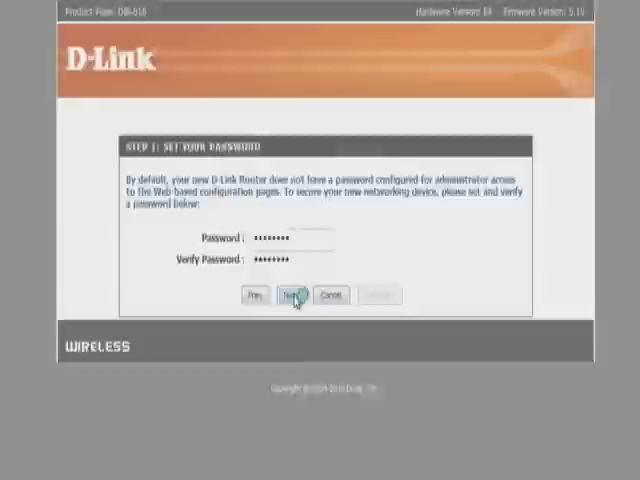 Product Page: DIR-615
Hardware Version: E4 Firmware Version: 5.10
D-Link
STEP 1: SET YOUR PASSWORD
By default, your new D-Link Router does not have a password configured for administrator access
to the Web-based configuration pages. To secure your new networking device, please set and verify
a password below:
Password :
Verify Password :
Prev Next Cancel
WIRELESS
Copyright ©